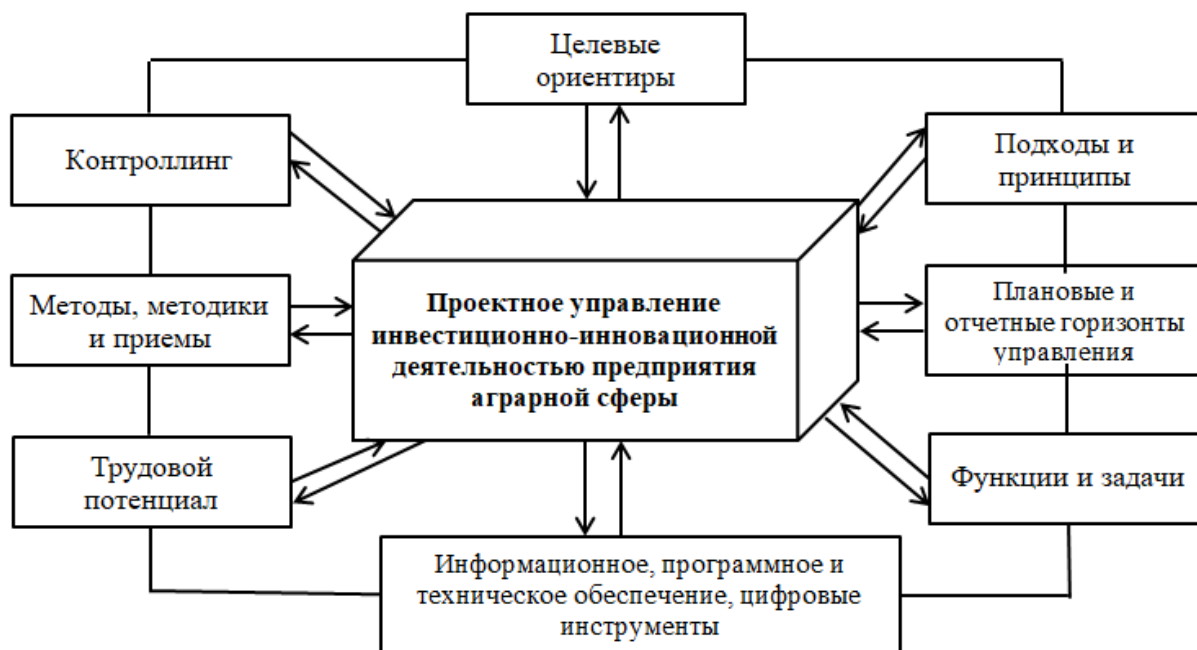 Целевые
ориентиры
Контроллинг
Подходы и
принципы
Методы, методики
и приемы
Проектное управление
инвестиционно-инновационной
деятельностью предприятия
аграрной сферы
Плановые и
отчетные горизонты
управления
Трудовой
потенциал
Функции и задачи
Информационное, программное и
техническое обеспечение, цифровые
инструменты